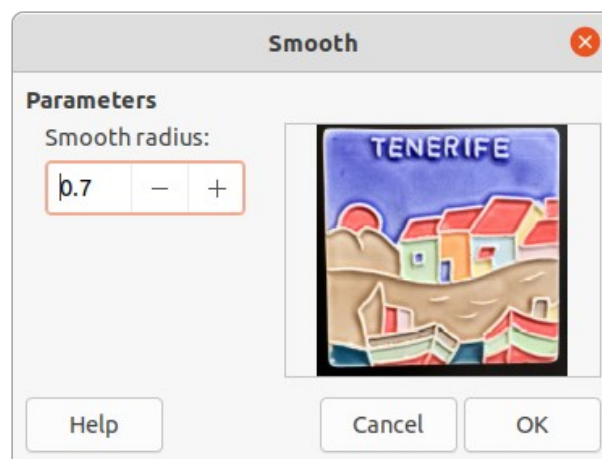 Smooth
Parameters
Smooth radius:
0.7 − +
TENERIFE
Help Cancel OK